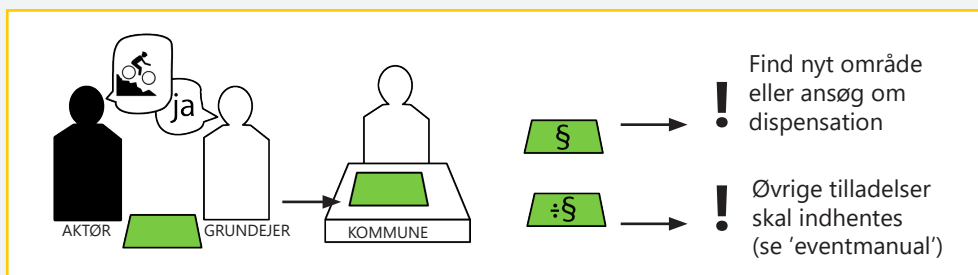 ja
AKTØR
GRUNDEJER
KOMMUNE
§
Find nyt område
eller ansøg om
dispensation
!
÷§
Øvrige tilladelser
skal indhentes
(se ‘eventmanual’)
!